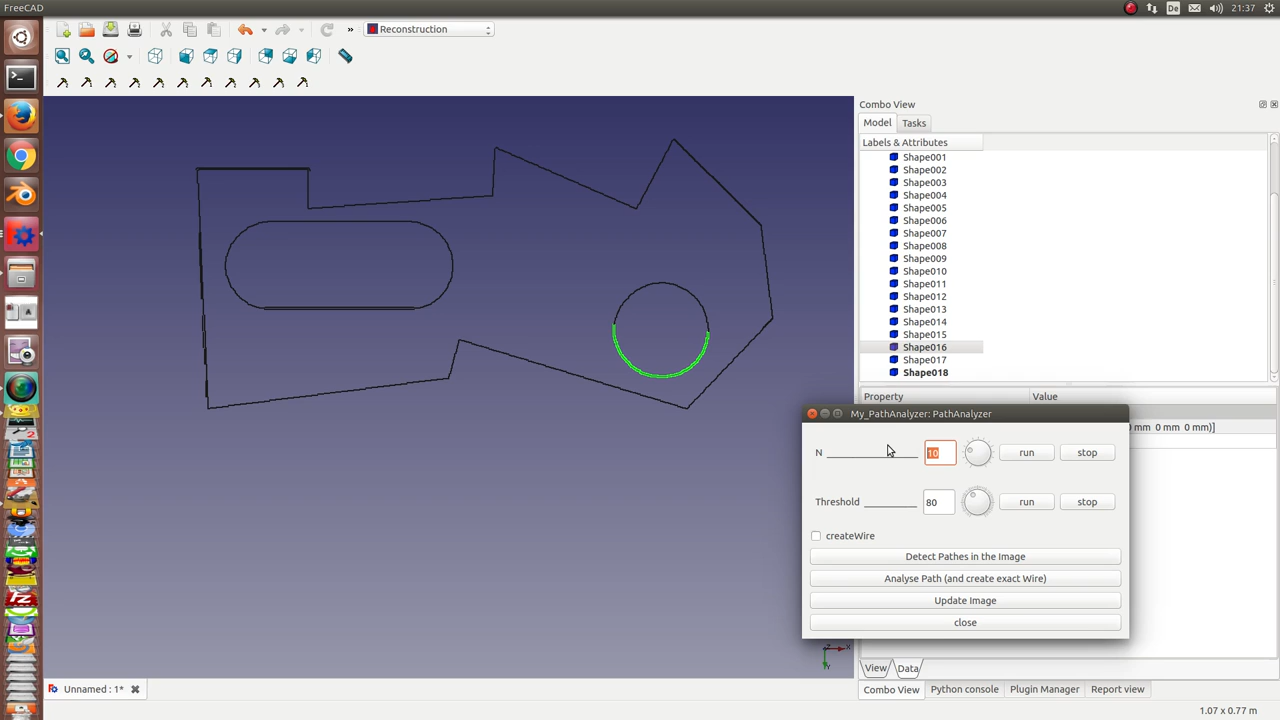 FreeCAD
De
21:37
Reconstruction
Combo View
Model
Tasks
Labels & Attributes
Shape001
Shape002
Shape003
Shape004
Shape005
Shape006
Shape007
Shape008
Shape009
Shape010
Shape011
Shape012
Shape013
Shape014
Shape015
Shape016
Shape017
Shape018
Property
Value
0 mm 0 mm)]
My_PathAnalyzer: PathAnalyzer
N
10
run
stop
Threshold
80
run
stop
createWire
Detect Pathes in the Image
Analyse Path (and create exact Wire)
Update Image
close
X
Y
View
Data
Unnamed : 1*
Combo View
Python console
Plugin Manager
Report view
1.07 x 0.77 m